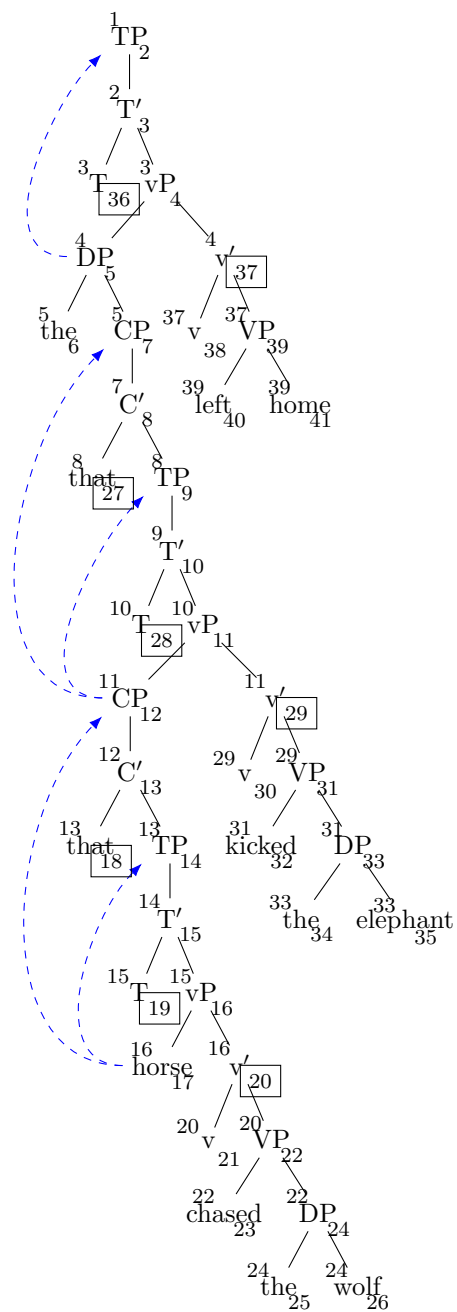 1 TP 2
2 T′ 3
3 T 36 3 vP 4
4 DP 5 4 v′ 37
5 the 6 5 CP 7 37 v 38 37 VP 39
7 C′ 8 39 left 40 39 home 41
8 that 27 8 TP 9
9 T′ 10
10 T 28 10 vP 11
11 CP 12 11 v′ 29
12 C′ 13 29 v 30 29 VP 31
13 that 18 13 TP 14 31 kicked 32 31 DP 33
14 T′ 15 33 the 34 33 elephant 35
15 T 19 15 vP 16
16 horse 17 16 v′ 20
20 v 21 20 VP 22
22 chased 23 22 DP 24
24 the 25 24 wolf 26